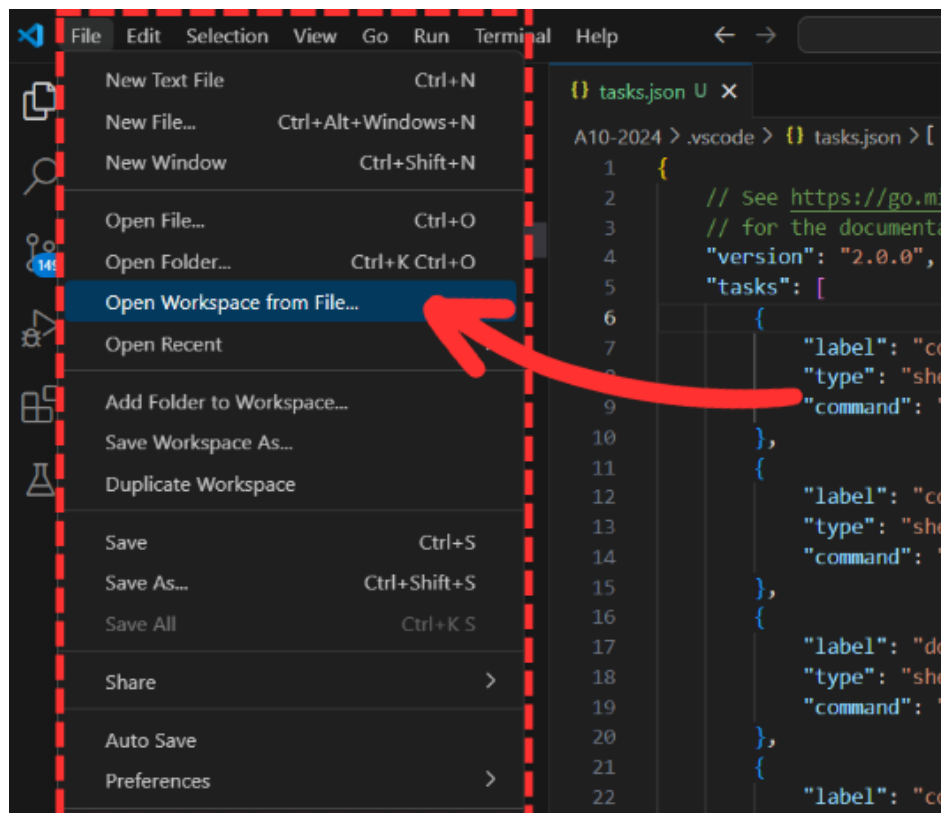 File Edit Selection View Go Run Terminal Help
New Text File Ctrl+N
New File... Ctrl+Alt+Windows+N
New Window Ctrl+Shift+N
Open File... Ctrl+O
Open Folder... Ctrl+K Ctrl+O
Open Workspace from File...
Open Recent
Add Folder to Workspace...
Save Workspace As...
Duplicate Workspace
Save Ctrl+S
Save As... Ctrl+Shift+S
Save All Ctrl+K S
Share
Auto Save
Preferences
149
{} tasks.json U
A10-2024 > .vscode > {} tasks.json > [
1 {
2 // See https://go.mi
3 // for the documenta
4 "version": "2.0.0",
5 "tasks": [
6 {
7 "label": "co
8 "type": "she
9 "command": "
10 },
11 {
12 "label": "co
13 "type": "she
14 "command": "
15 },
16 {
17 "label": "do
18 "type": "she
19 "command": "
20 },
21 {
22 "label": "co